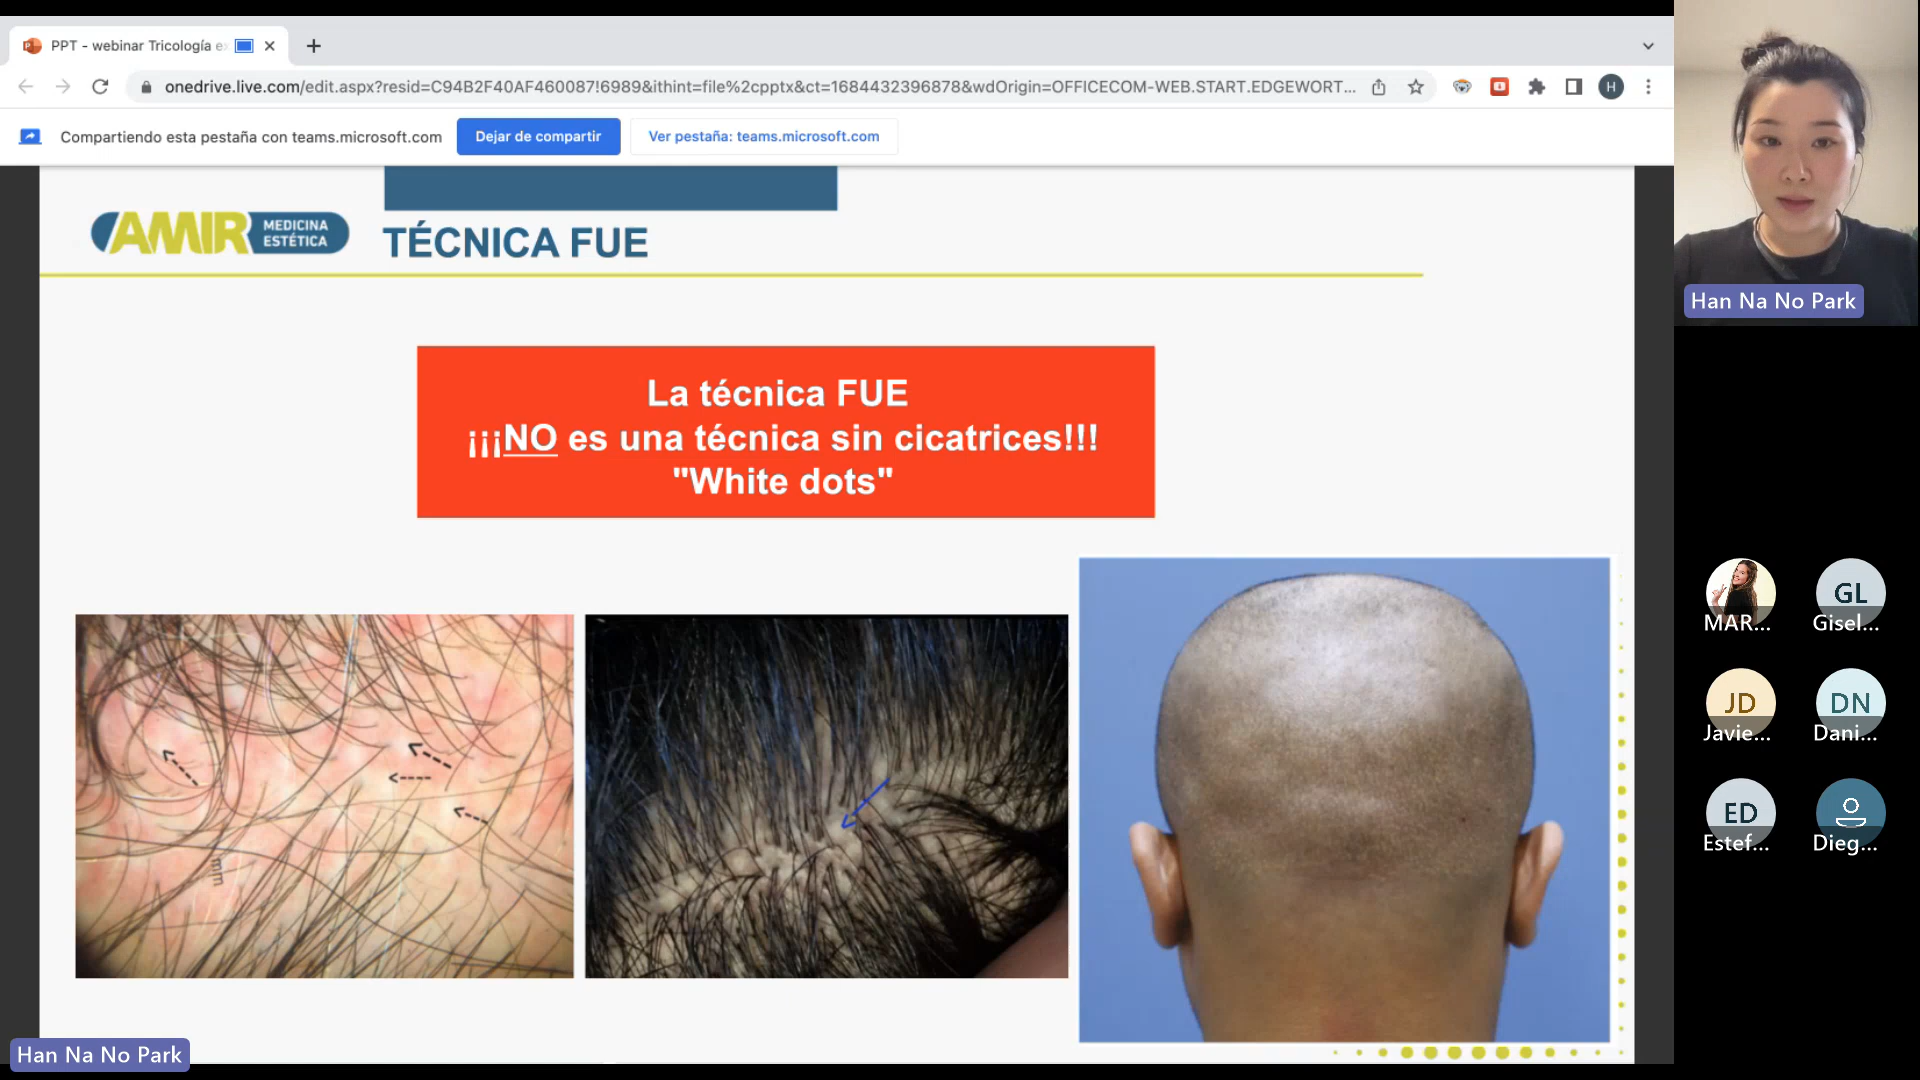 PPT - webinar Tricología e
onedrive.live.com/edit.aspx?resid=C94B2F40AF460087!6989&ithint=file%2cpptx&ct=1684432396878&wdOrigin=OFFICECOM-WEB.START.EDGEWORT...
H
Compartiendo esta pestaña con teams.microsoft.com
Dejar de compartir
Ver pestaña: teams.microsoft.com
AMIR MEDICINA ESTÉTICA
TÉCNICA FUE
La técnica FUE
¡¡¡NO es una técnica sin cicatrices!!!
"White dots"
mm
Han Na No Park
Han Na No Park
MAR...
GL
Gisel...
JD
Javie...
DN
Dani...
ED
Estef...
Dieg...